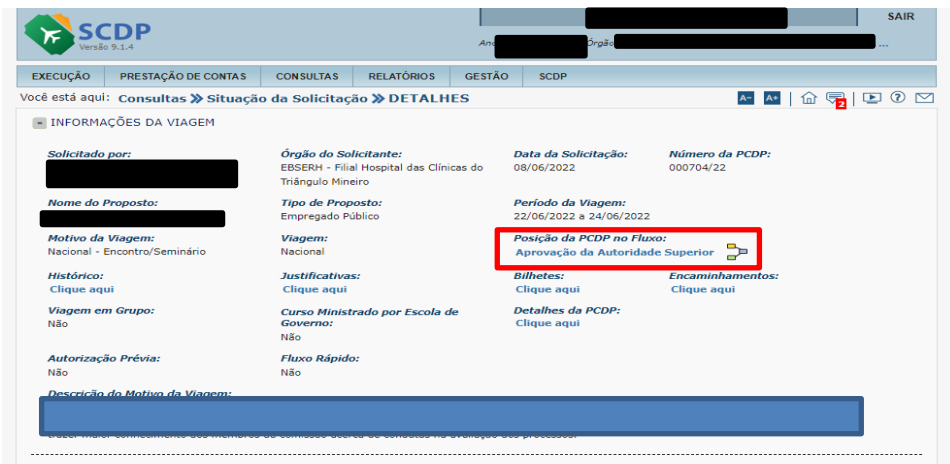 SCDP
Versão 9.1.4
SAIR
Órgão
...
EXECUÇÃO PRESTAÇÃO DE CONTAS CONSULTAS RELATÓRIOS GESTÃO SCDP
Você está aqui: Consultas >> Situação da Solicitação >> DETALHES
A- A+ 2 ?
- INFORMAÇÕES DA VIAGEM
Solicitado por: Órgão do Solicitante: Data da Solicitação: Número da PCDP:
EBSERH - Filial Hospital das Clínicas do 08/06/2022 000704/22
Triângulo Mineiro
Nome do Proposto: Tipo de Proposto: Período da Viagem:
Empregado Público 22/06/2022 a 24/06/2022
Motivo da Viagem: Viagem: Posição da PCDP no Fluxo:
Nacional - Encontro/Seminário Nacional Aprovação da Autoridade Superior
Histórico: Justificativas: Bilhetes: Encaminhamentos:
Clique aqui Clique aqui Clique aqui Clique aqui
Viagem em Grupo: Curso Ministrado por Escola de Detalhes da PCDP:
Não Governo: Clique aqui
Não
Autorização Prévia: Fluxo Rápido:
Não Não
Descrição do Motivo da Viagem: